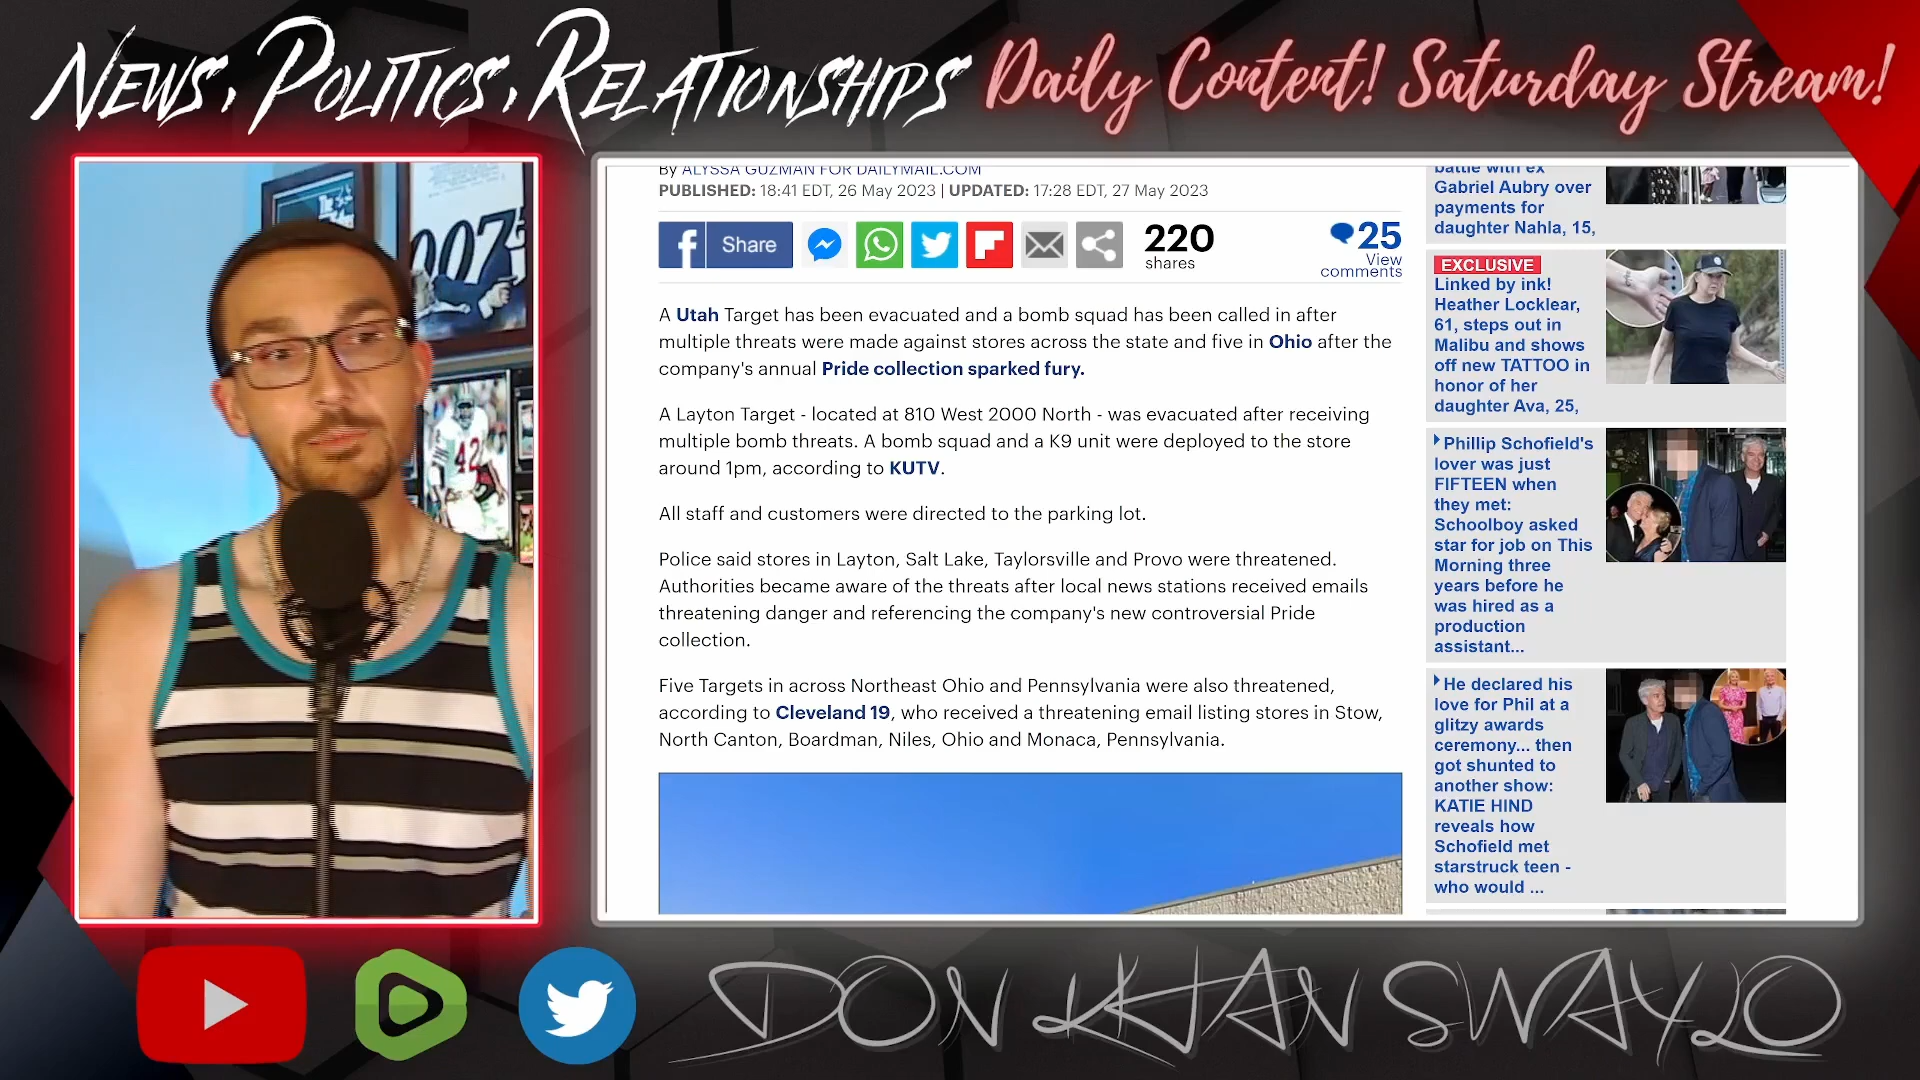 NEWS, POLITICS, RELATIONSHIPS
Daily Content! Saturday Stream!
007
42
By ALYSSA GUZMAN FOR DAILYMAIL.COM
PUBLISHED: 18:41 EDT, 26 May 2023 | UPDATED: 17:28 EDT, 27 May 2023
Share
220
shares
25
View
comments
A Utah Target has been evacuated and a bomb squad has been called in after
multiple threats were made against stores across the state and five in Ohio after the
company's annual Pride collection sparked fury.
A Layton Target - located at 810 West 2000 North - was evacuated after receiving
multiple bomb threats. A bomb squad and a K9 unit were deployed to the store
around 1pm, according to KUTV.
All staff and customers were directed to the parking lot.
Police said stores in Layton, Salt Lake, Taylorsville and Provo were threatened.
Authorities became aware of the threats after local news stations received emails
threatening danger and referencing the company's new controversial Pride
collection.
Five Targets in across Northeast Ohio and Pennsylvania were also threatened,
according to Cleveland 19, who received a threatening email listing stores in Stow,
North Canton, Boardman, Niles, Ohio and Monaca, Pennsylvania.
battle with ex
Gabriel Aubry over
payments for
daughter Nahla, 15,
EXCLUSIVE
Linked by ink!
Heather Locklear,
61, steps out in
Malibu and shows
off new TATTOO in
honor of her
daughter Ava, 25,
Phillip Schofield's
lover was just
FIFTEEN when
they met:
Schoolboy asked
star for job on This
Morning three
years before he
was hired as a
production
assistant...
He declared his
love for Phil at a
glitzy awards
ceremony... then
got shunted to
another show:
KATIE HIND
reveals how
Schofield met
starstruck teen -
who would ...
DON KHAN SWAYLO